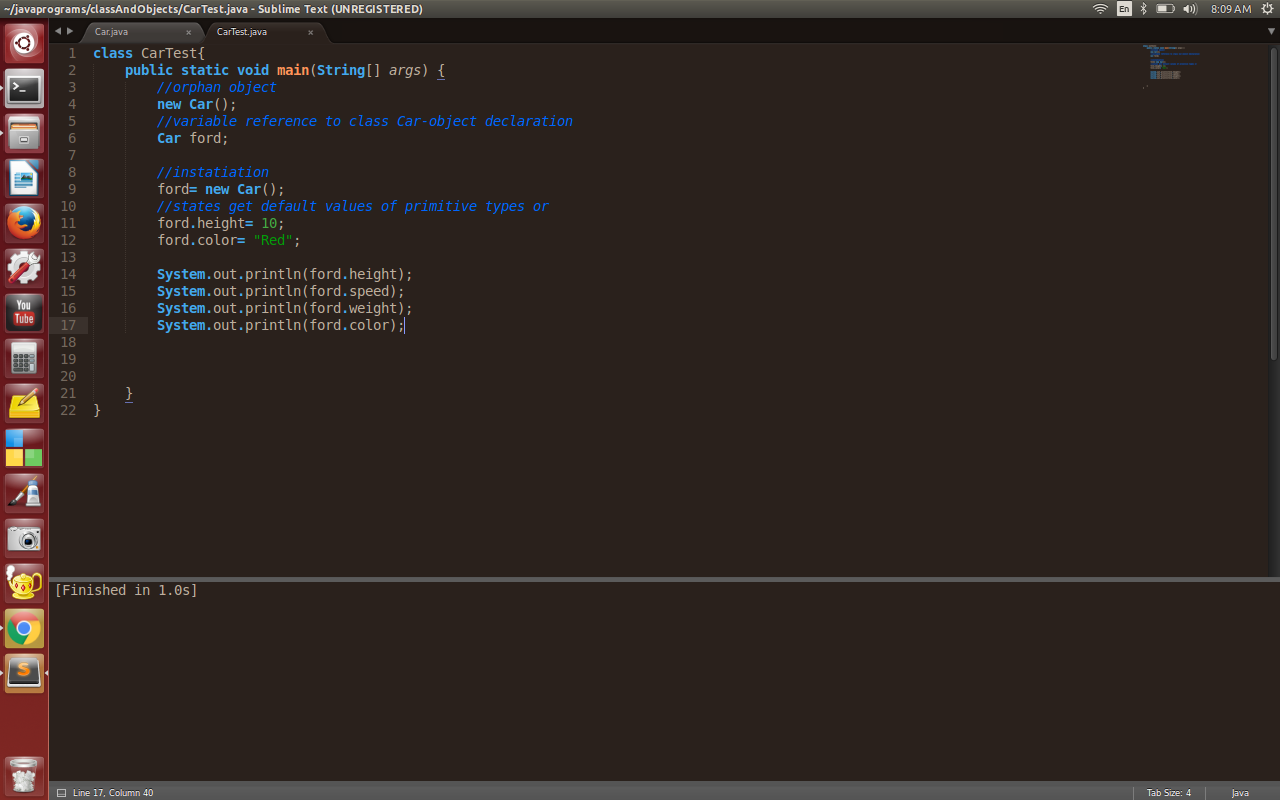 ~/javaprograms/classAndObjects/CarTest.java - Sublime Text (UNREGISTERED)
En
8:09 AM
Car.java
×
CarTest.java
×
1 class CarTest{
2 public static void main(String[] args) {
3 //orphan object
4 new Car();
5 //variable reference to class Car-object declaration
6 Car ford;
7
8 //instatiation
9 ford= new Car();
10 //states get default values of primitive types or
11 ford.height= 10;
12 ford.color= "Red";
13
14 System.out.println(ford.height);
15 System.out.println(ford.speed);
16 System.out.println(ford.weight);
17 System.out.println(ford.color);
18
19
20
21 }
22 }
You
Tube
S
[Finished in 1.0s]
Line 17, Column 40
Tab Size: 4
Java